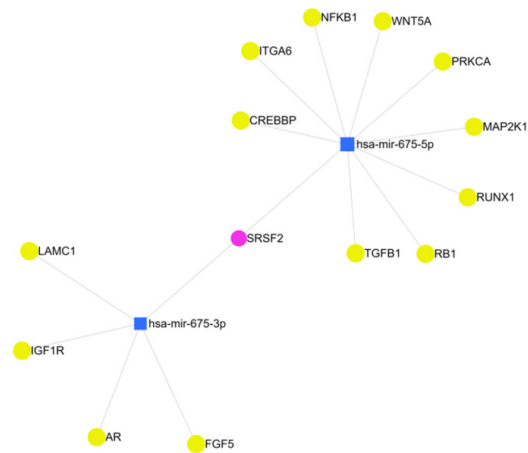 NFKB1
WNT5A
ITGA6
PRKCA
CREBBP
MAP2K1
hsa-mir-675-5p
RUNX1
SRSF2
TGFB1
RB1
LAMC1
hsa-mir-675-3p
IGF1R
AR
FGF5